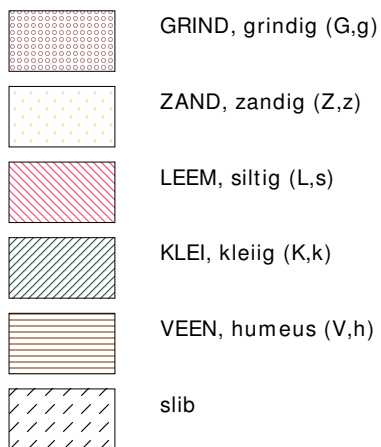 GRIND, grindig (G,g)
ZAND, zandig (Z,z)
LEEM, siltig (L,s)
KLEI, kleiig (K,k)
VEEN, humeus (V,h)
slib